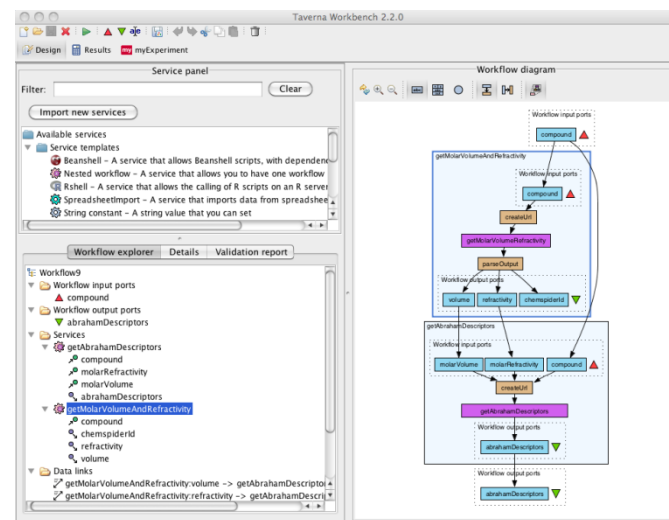 Taverna Workbench 2.2.0
Design
Results
my myExperiment
Service panel
Filter:
Clear
Import new services
Available services
Service templates
Beanshell – A service that allows Beanshell scripts, with dependenc
Nested workflow – A service that allows you to have one workflow
Rshell – A service that allows the calling of R scripts on an R server
SpreadsheetImport – A service that imports data from spreadshee
String constant – A string value that you can set
Workflow explorer
Details
Validation report
Workflow9
Workflow input ports
compound
Workflow output ports
abrahamDescriptors
Services
getAbrahamDescriptors
compound
molarRefractivity
molarVolume
abrahamDescriptors
getMolarVolumeAndRefractivity
compound
chemspiderId
refractivity
volume
Data links
getMolarVolumeAndRefractivity:volume -> getAbrahamDescripto
getMolarVolumeAndRefractivity:refractivity -> getAbrahamDescri
Workflow diagram
Workflow input ports
compound
getMolarVolumeAndRefractivity
Workflow input ports
compound
createUrl
getMolarVolumeRefractivity
parseOutput
Workflow output ports
volume
refractivity
chemspiderId
getAbrahamDescriptors
Workflow input ports
molarVolume
molarRefractivity
compound
createUrl
getAbrahamDescriptors
Workflow output ports
abrahamDescriptors
Workflow output ports
abrahamDescriptors